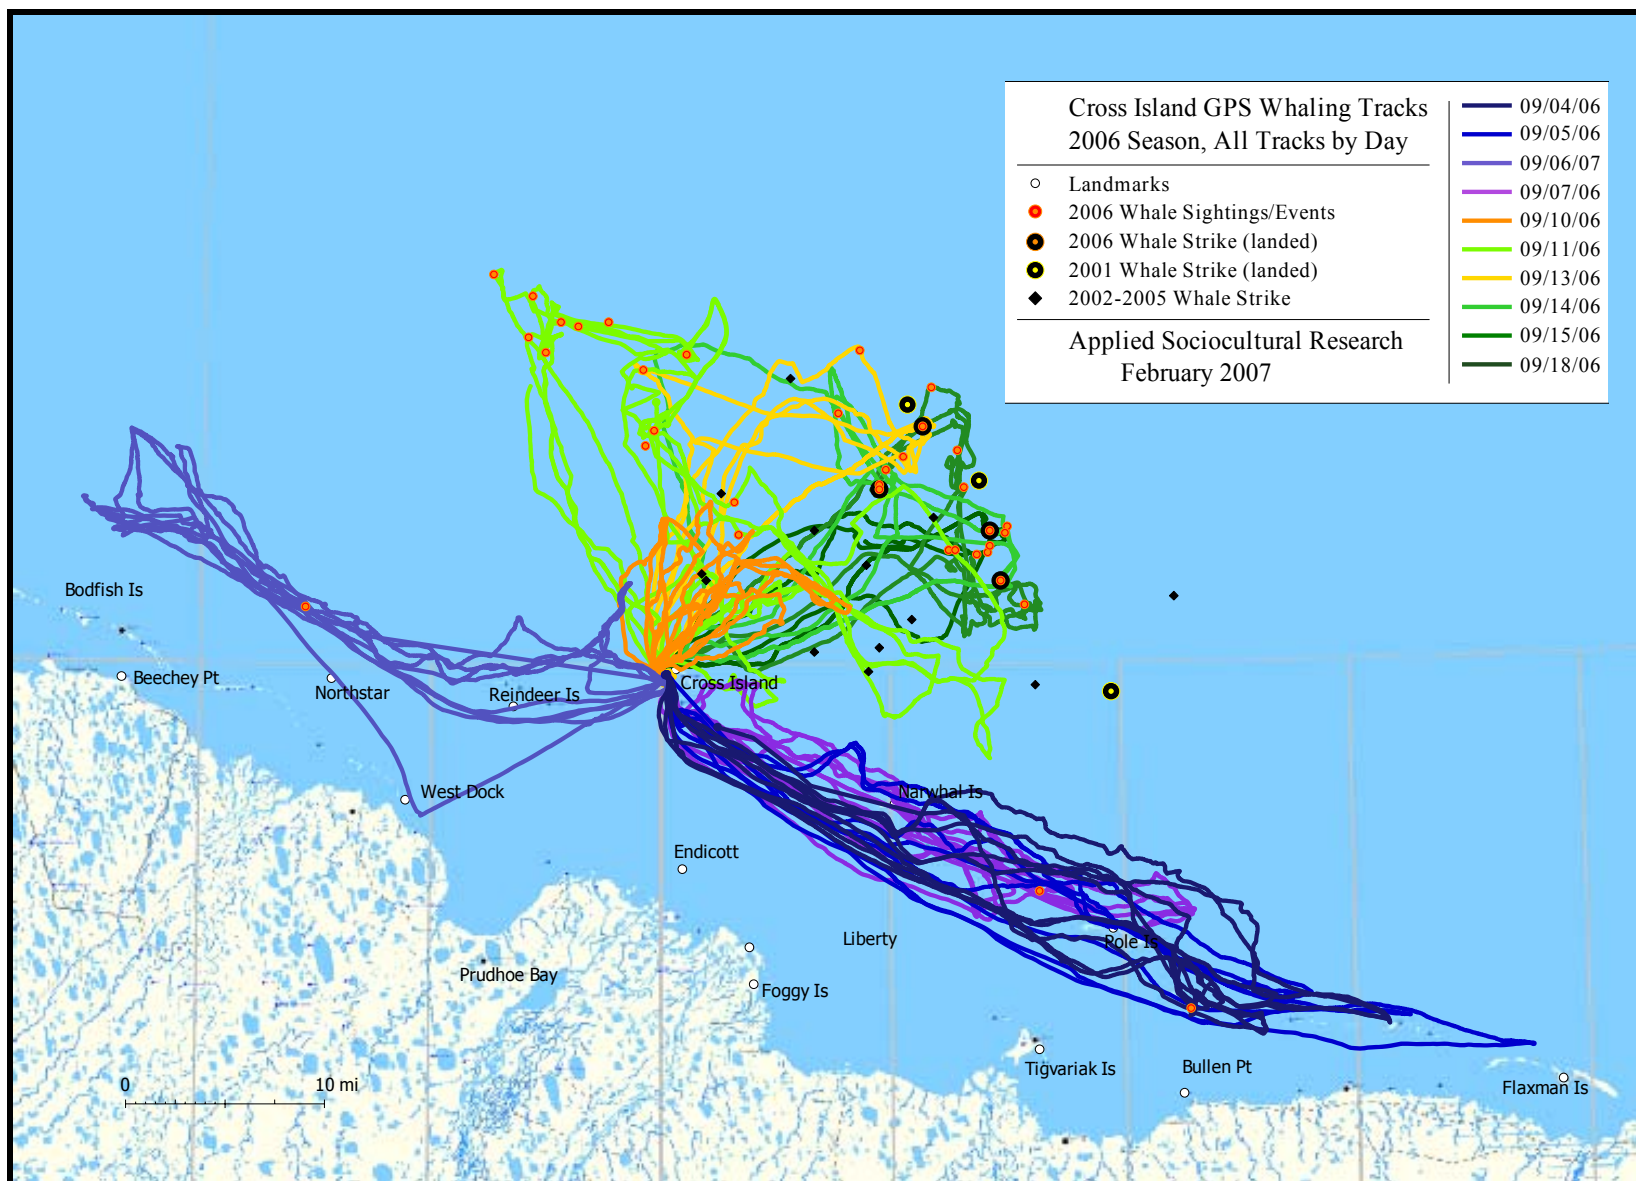 Cross Island GPS Whaling Tracks
2006 Season, All Tracks by Day
Landmarks
2006 Whale Sightings/Events
2006 Whale Strike (landed)
2001 Whale Strike (landed)
2002-2005 Whale Strike
Applied Sociocultural Research
February 2007
09/04/06
09/05/06
09/06/07
09/07/06
09/10/06
09/11/06
09/13/06
09/14/06
09/15/06
09/18/06
Bodfish Is
Beechey Pt
Northstar
Reindeer Is
Cross Island
West Dock
Narwhal Is
Endicott
Liberty
Pole Is
Prudhoe Bay
Foggy Is
Tigvariak Is
Bullen Pt
Flaxman Is
0 10 mi